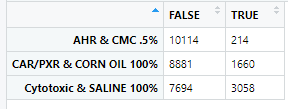 FALSE TRUE
AHR & CMC .5% 10114 214
CAR/PXR & CORN OIL 100% 8881 1660
Cytotoxic & SALINE 100% 7694 3058